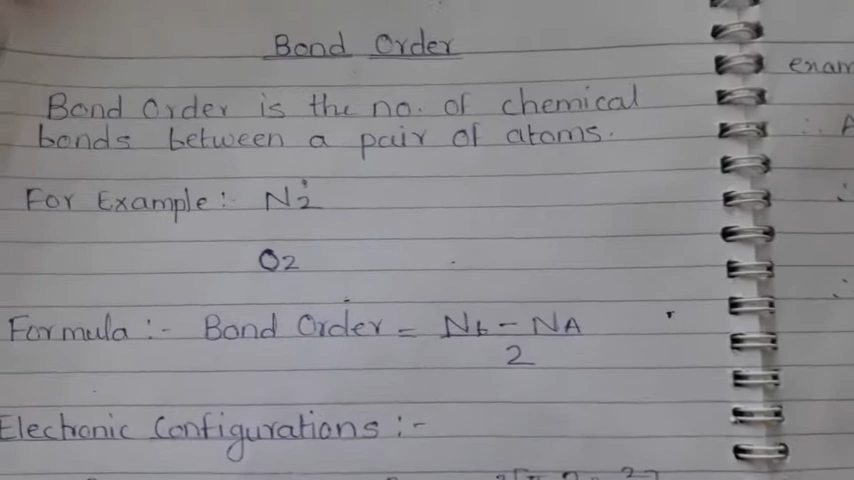 Bond Order
Bond Order is the no. of chemical
bonds between a pair of atoms.
For Example :- N2
O2
Formula :- Bond Order = Nb - NA
2
Electronic Configurations :-
exam